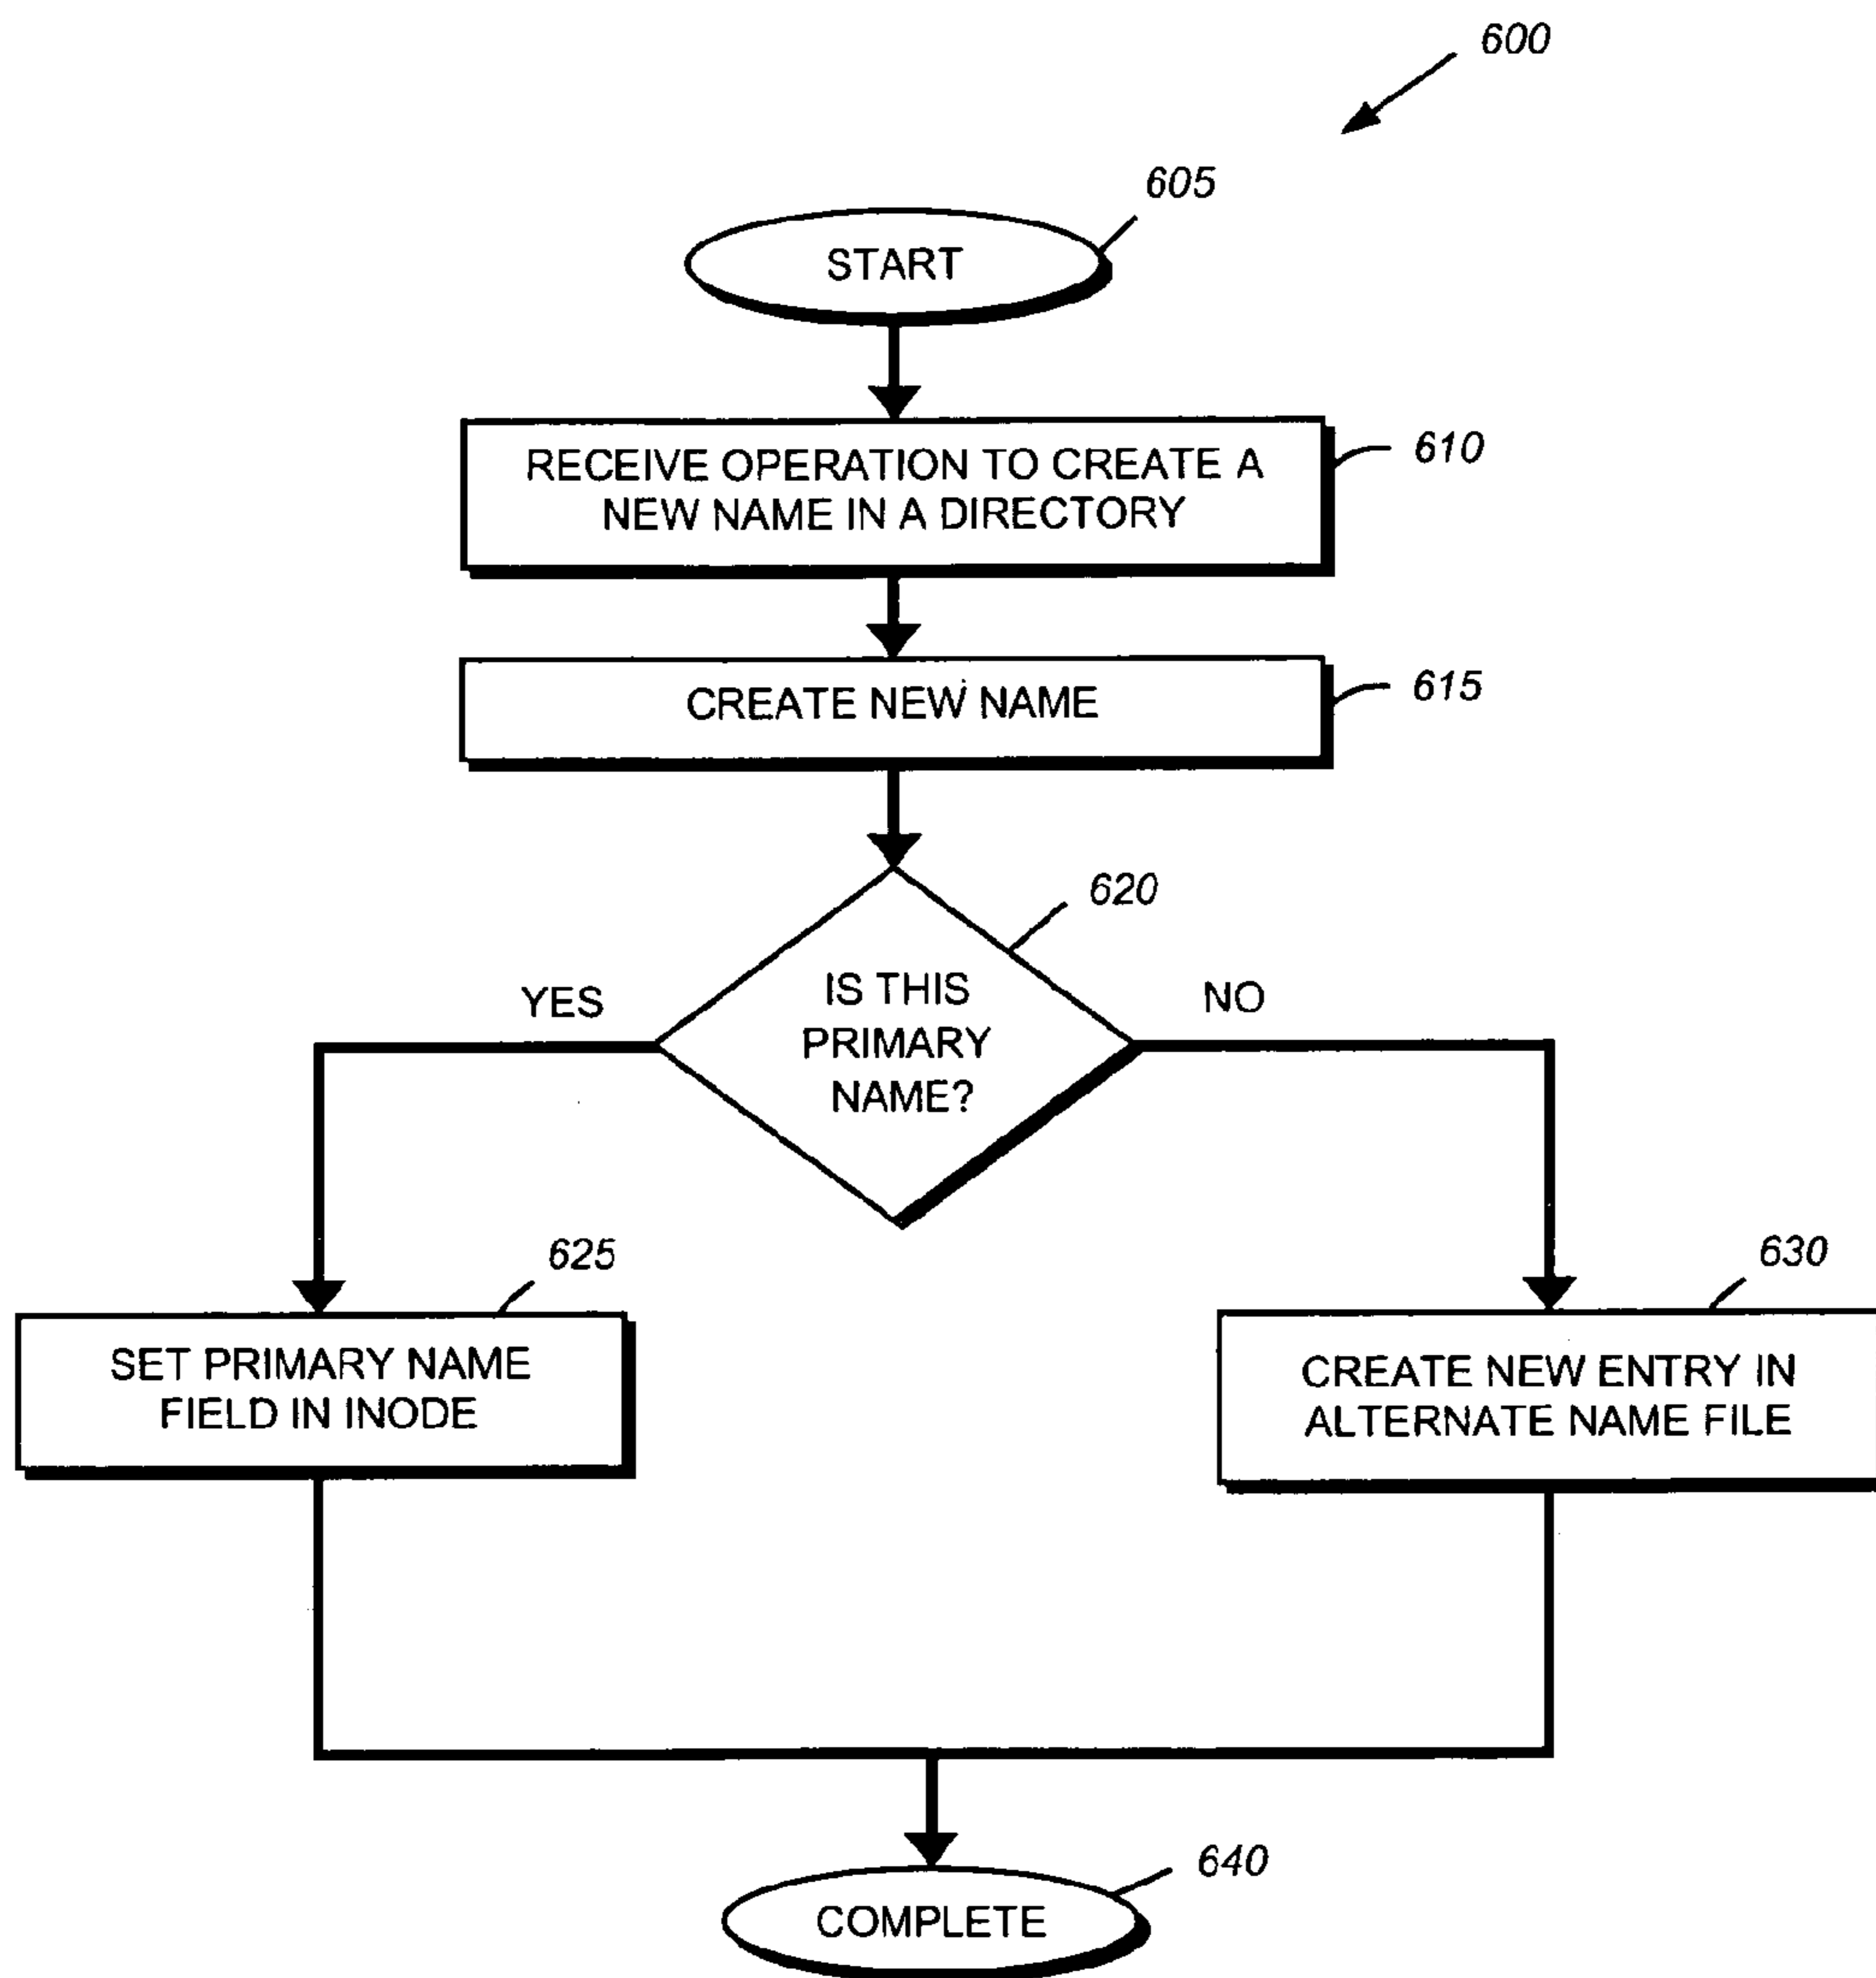 600
605
START
RECEIVE OPERATION TO CREATE A
NEW NAME IN A DIRECTORY
610
CREATE NEW NAME
615
620
IS THIS
PRIMARY
NAME?
YES
NO
625
SET PRIMARY NAME
FIELD IN INODE
630
CREATE NEW ENTRY IN
ALTERNATE NAME FILE
640
COMPLETE